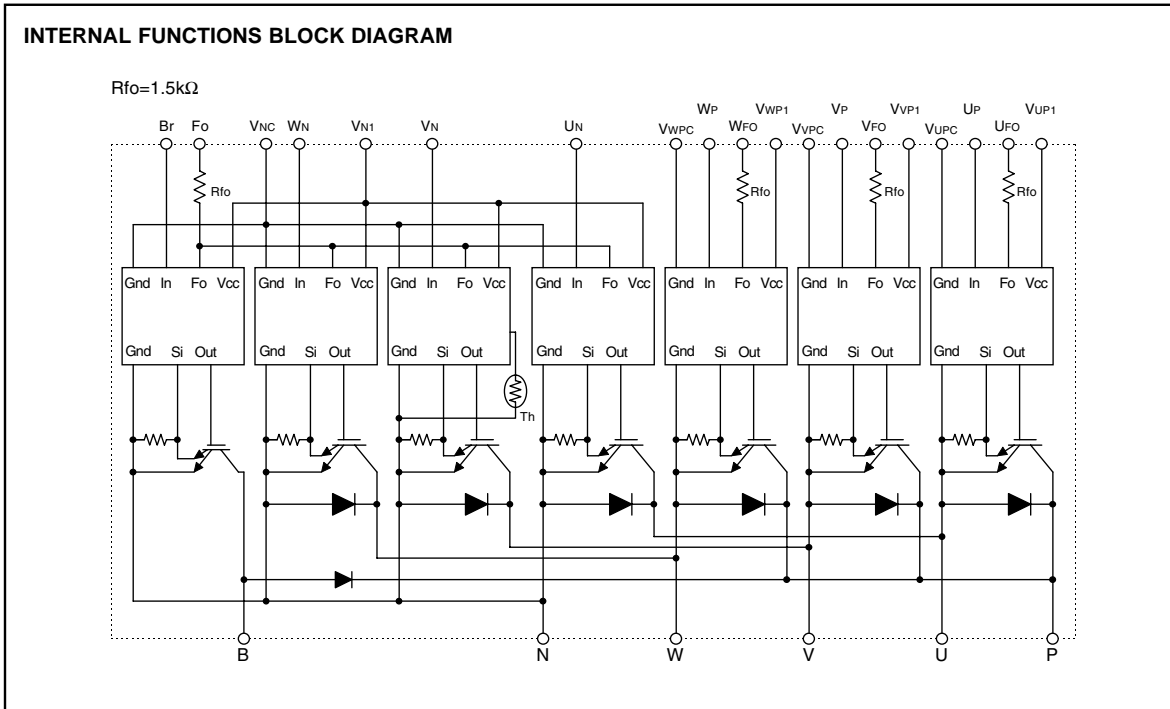 INTERNAL FUNCTIONS BLOCK DIAGRAM
Rfo=1.5kΩ
Br Fo VNC WN VN1 VN UN VWPC WP WFO VWP1 VVPC VP VFO VVP1 VUPC UP UFO VUP1
Rfo Rfo Rfo Rfo
Gnd In Fo Vcc Gnd In Fo Vcc Gnd In Fo Vcc Gnd In Fo Vcc Gnd In Fo Vcc Gnd In Fo Vcc Gnd In Fo Vcc
Gnd Si Out Gnd Si Out Gnd Si Out Gnd Si Out Gnd Si Out Gnd Si Out Gnd Si Out
Th
B N W V U P